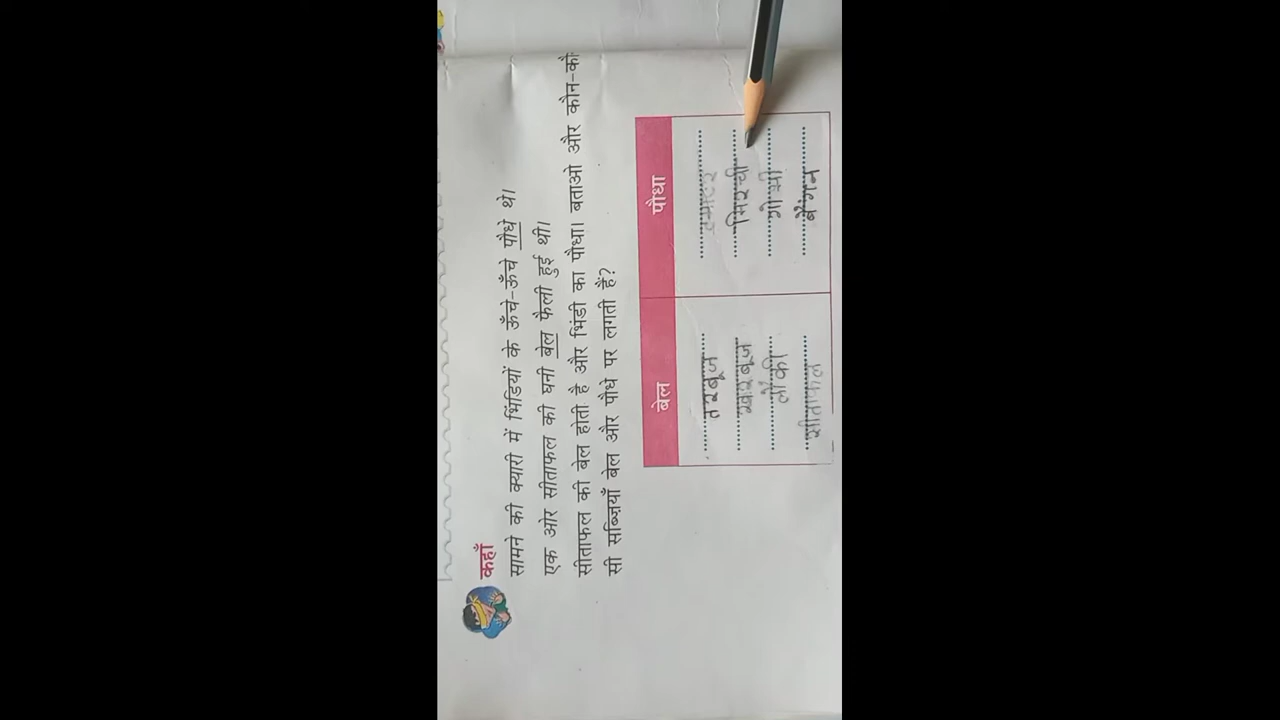 कहाँ
सामने की क्यारी में भिंडियों के ऊँचे-ऊँचे पौधे थे।
एक ओर सीताफल की घनी बेल फैली हुई थी।
सीताफल की बेल होती है और भिंडी का पौधा। बताओ और कौन-कौ
सी सब्ज़ियाँ बेल और पौधे पर लगती हैं?
बेल पौधा
तरबूज टमाटर
खरबूज मिरची
लौकी गोभी
सीताफल बैंगन